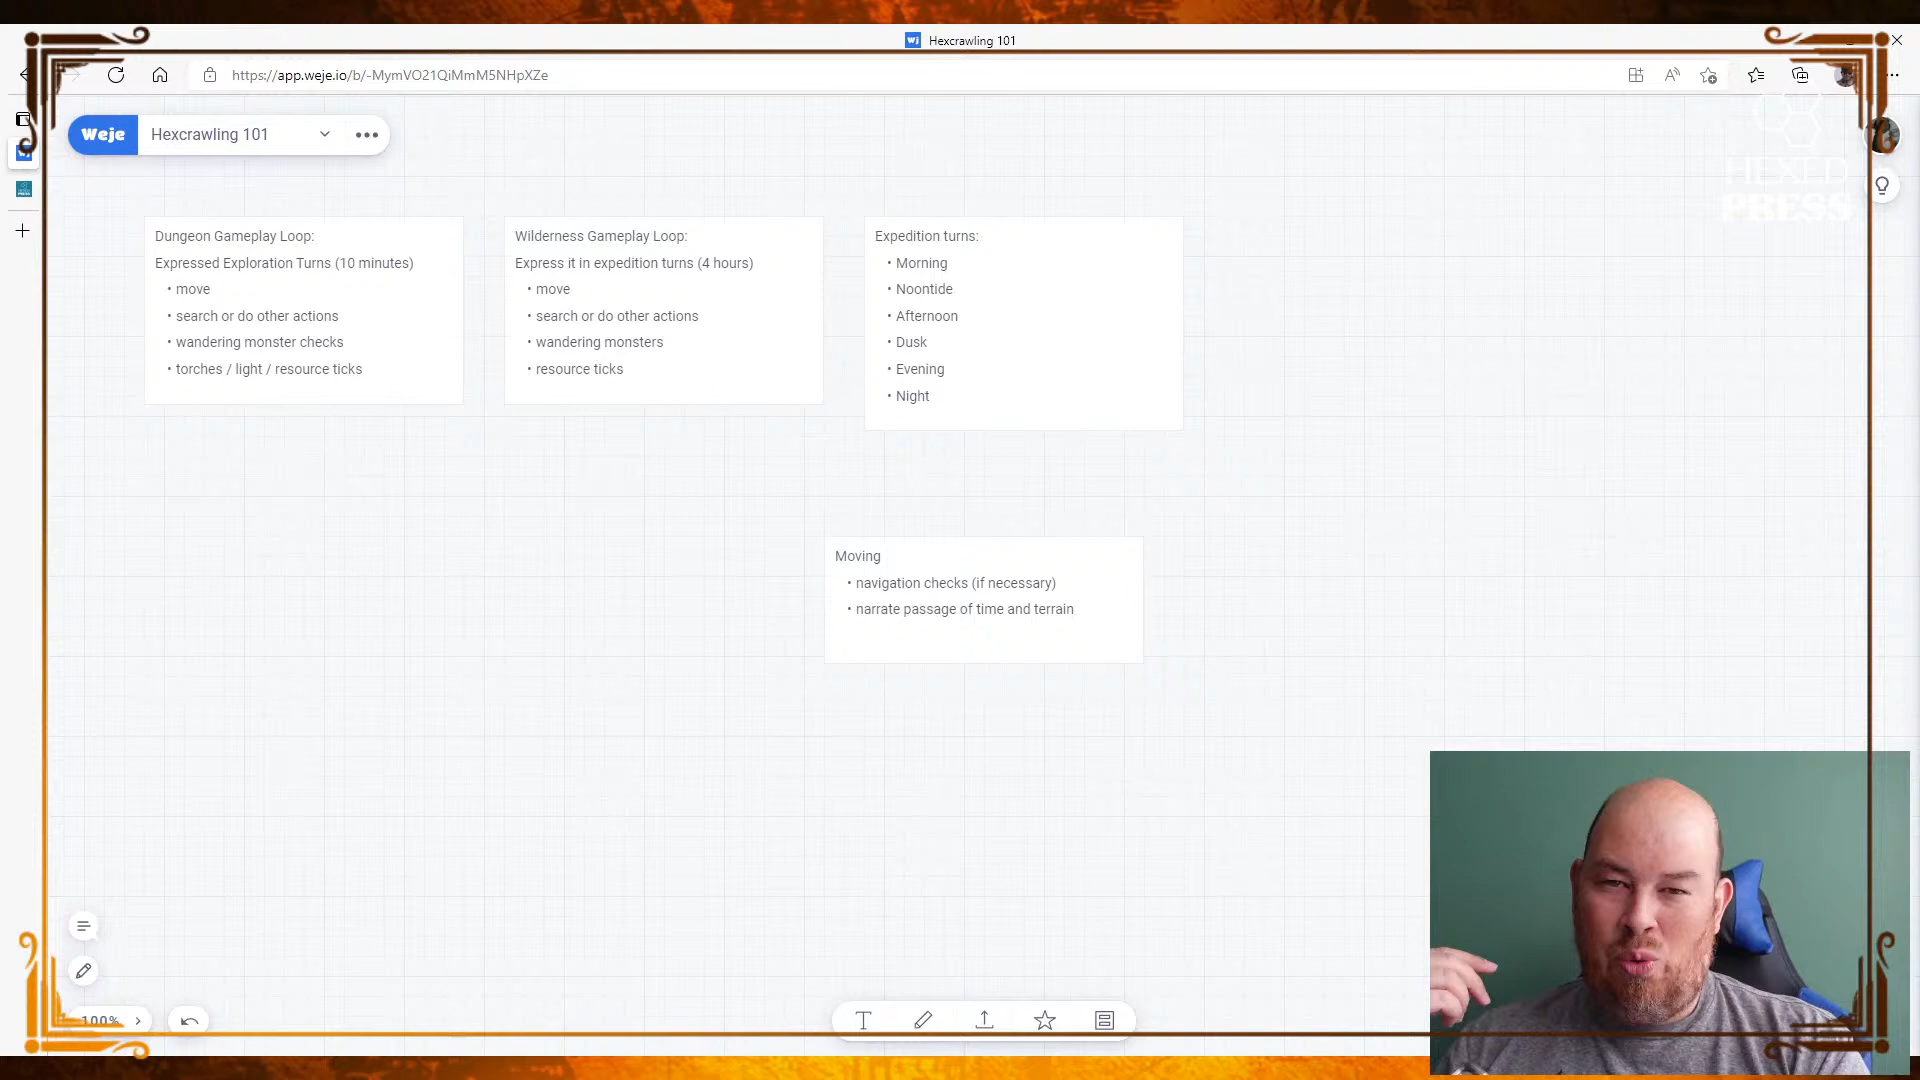 Hexcrawling 101
https://app.weje.io/b/-MymVO21QiMmM5NHpXZe
Weje Hexcrawling 101
HEXED
PRESS
Dungeon Gameplay Loop:
Expressed Exploration Turns (10 minutes)
• move
• search or do other actions
• wandering monster checks
• torches / light / resource ticks
Wilderness Gameplay Loop:
Express it in expedition turns (4 hours)
• move
• search or do other actions
• wandering monsters
• resource ticks
Expedition turns:
• Morning
• Noontide
• Afternoon
• Dusk
• Evening
• Night
Moving
• navigation checks (if necessary)
• narrate passage of time and terrain
100%